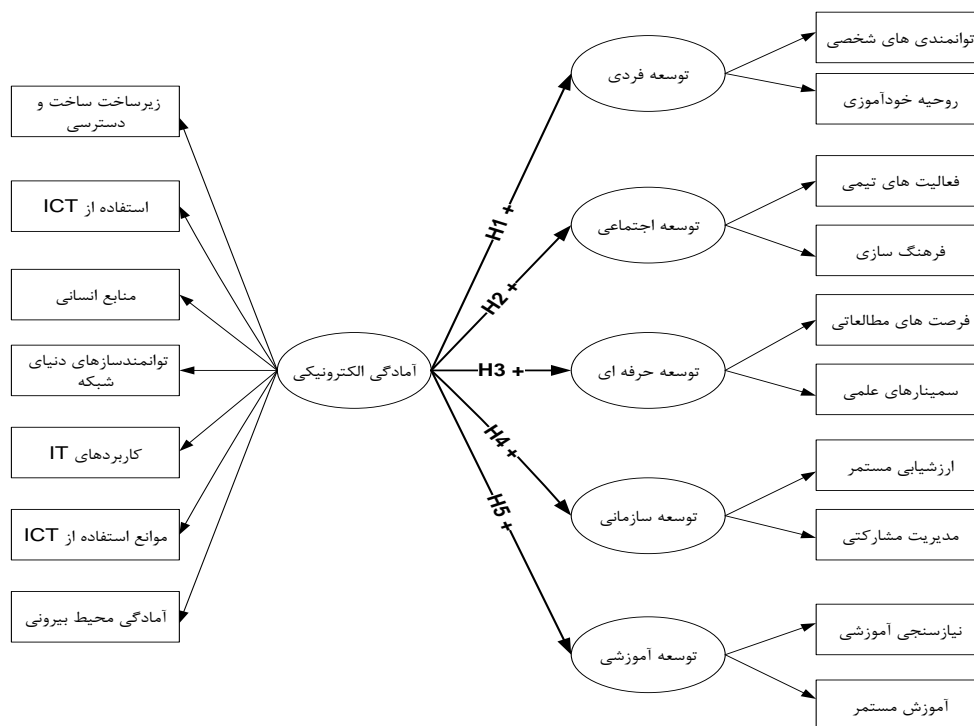 توانمندی های شخصی
توسعه فردی
روحیه خودآموزی
زیرساخت ساخت و
دسترسی
فعالیت های تیمی
استفاده از ICT
H1 +
توسعه اجتماعی
فرهنگ سازی
H2 +
منابع انسانی
فرصت های مطالعاتی
توانمندسازهای دنیای
شبکه
آمادگی الکترونیکی
H3 +
توسعه حرفه ای
سمینارهای علمی
کاربردهای IT
H4 +
ارزشیابی مستمر
توسعه سازمانی
H5 +
موانع استفاده از ICT
مدیریت مشارکتی
آمادگی محیط بیرونی
نیازسنجی آموزشی
توسعه آموزشی
آموزش مستمر